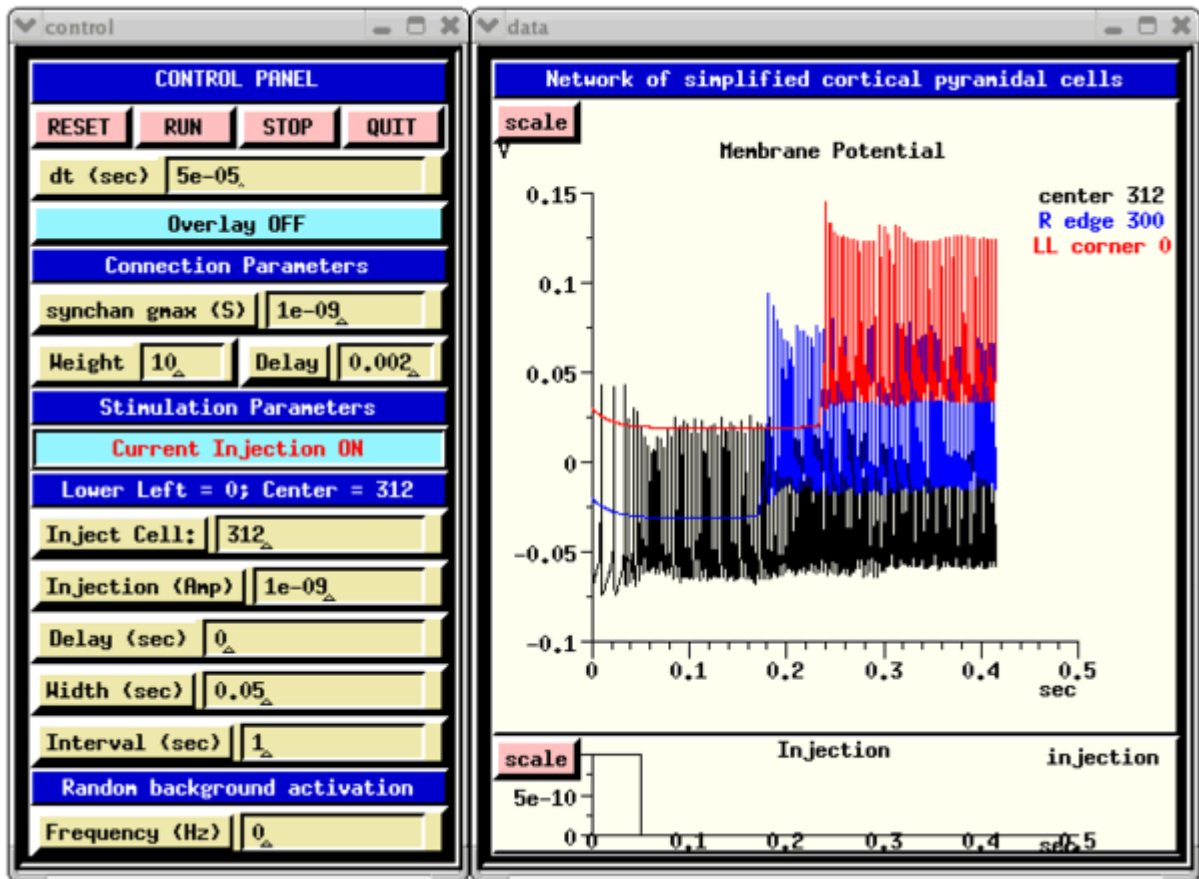 control
CONTROL PANEL
RESET RUN STOP QUIT
dt (sec) 5e-05
Overlay OFF
Connection Parameters
synchan gmax (S) 1e-09
Weight 10 Delay 0.002
Stimulation Parameters
Current Injection ON
Lower Left = 0; Center = 312
Inject Cell: 312
Injection (Amp) 1e-09
Delay (sec) 0
Width (sec) 0.05
Interval (sec) 1
Random background activation
Frequency (Hz) 0
data
Network of simplified cortical pyramidal cells
scale
V
Membrane Potential
center 312
R edge 300
LL corner 0
0.15
0.1
0.05
0
-0.05
-0.1
0 0.1 0.2 0.3 0.4 0.5
sec
scale
Injection
injection
5e-10
0
0 0.1 0.2 0.3 0.4 0.5
sec